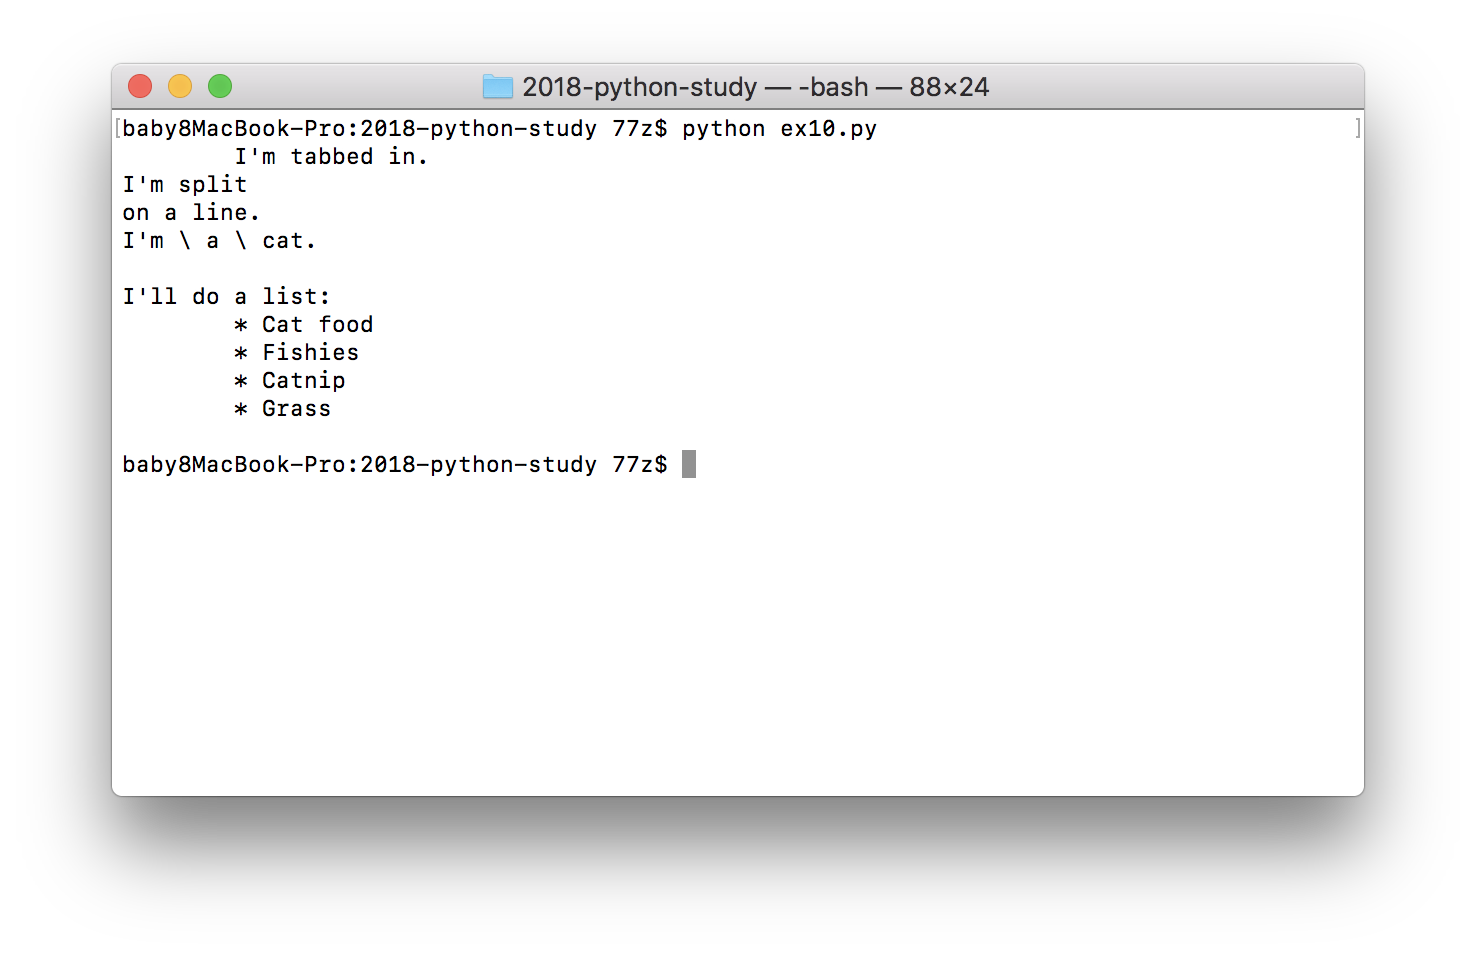 2018-python-study — -bash — 88×24
[baby8MacBook-Pro:2018-python-study 77z$ python ex10.py ]
        I'm tabbed in.
I'm split
on a line.
I'm \ a \ cat.

I'll do a list:
        * Cat food
        * Fishies
        * Catnip
        * Grass

baby8MacBook-Pro:2018-python-study 77z$